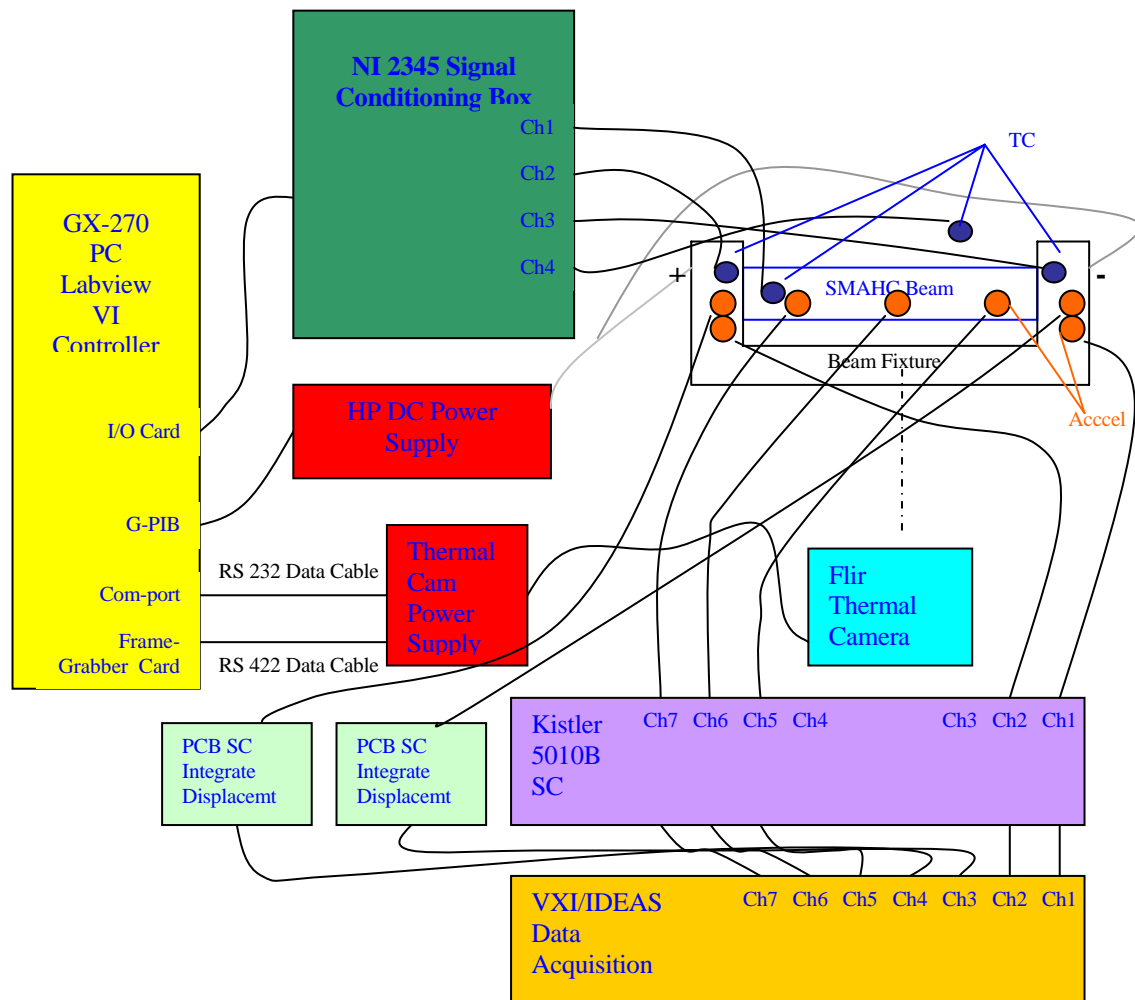 NI 2345 Signal
Conditioning Box
Ch1
Ch2
Ch3
Ch4
TC
GX-270
PC
Labview
VI
Controller
I/O Card
G-PIB
Com-port
Frame-
Grabber Card
+
-
SMAHC Beam
Beam Fixture
Acccel
HP DC Power
Supply
RS 232 Data Cable
RS 422 Data Cable
Thermal
Cam
Power
Supply
Flir
Thermal
Camera
PCB SC
Integrate
Displacemt
PCB SC
Integrate
Displacemt
Kistler
5010B
SC
Ch7 Ch6 Ch5 Ch4 Ch3 Ch2 Ch1
VXI/IDEAS
Data
Acquisition
Ch7 Ch6 Ch5 Ch4 Ch3 Ch2 Ch1